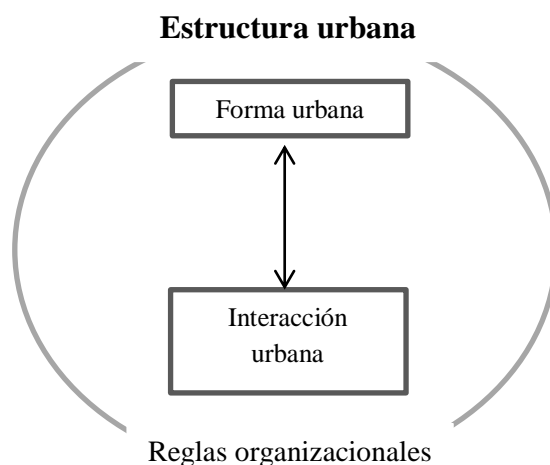 Estructura urbana
Forma urbana
Interacción
urbana
Reglas organizacionales